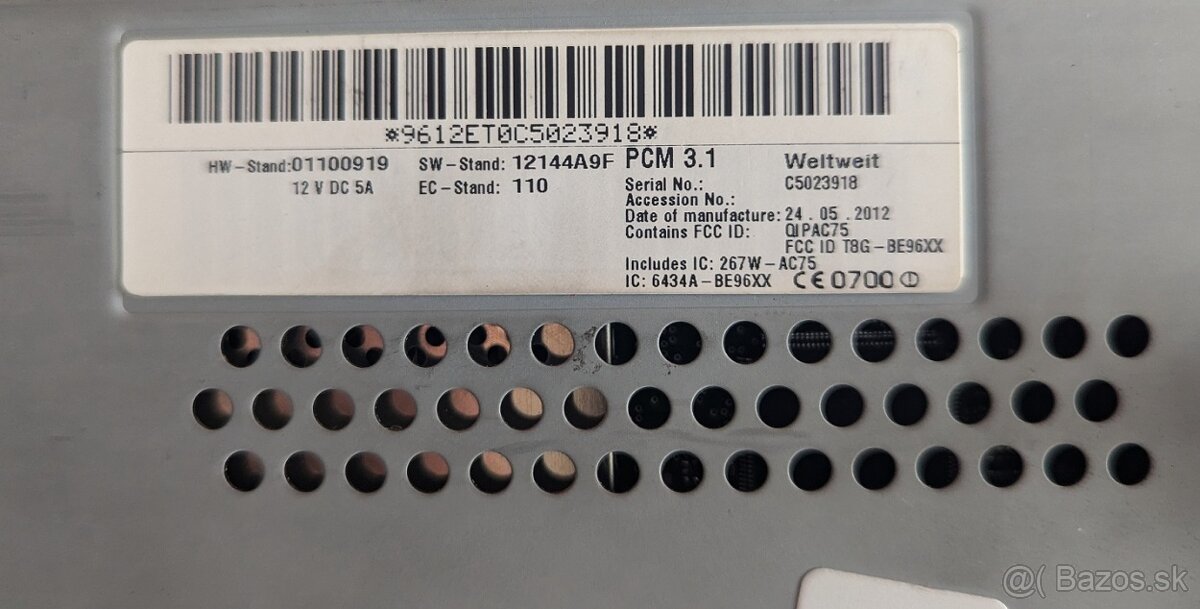 *9612ET0C5023918*
HW-Stand:01100919 SW-Stand: 12144A9F PCM 3.1 Weltweit
12 V DC 5A EC-Stand: 110 Serial No.: C5023918
Accession No.:
Date of manufacture: 24.05.2012
Contains FCC ID: QIPAC75
FCC ID T8G-BE96XX
Includes IC: 267W-AC75
IC: 6434A-BE96XX CE0700
@( Bazos.sk